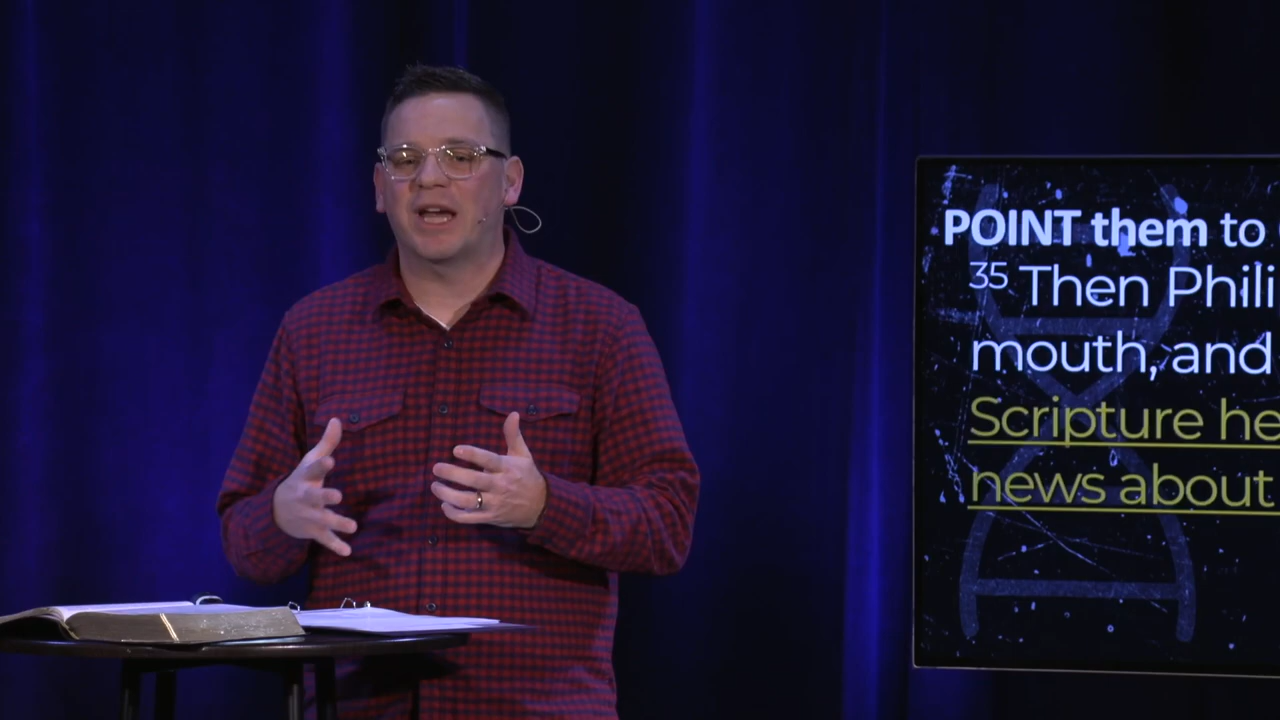 POINT them to
35 Then Phili
mouth, and
Scripture he
news about